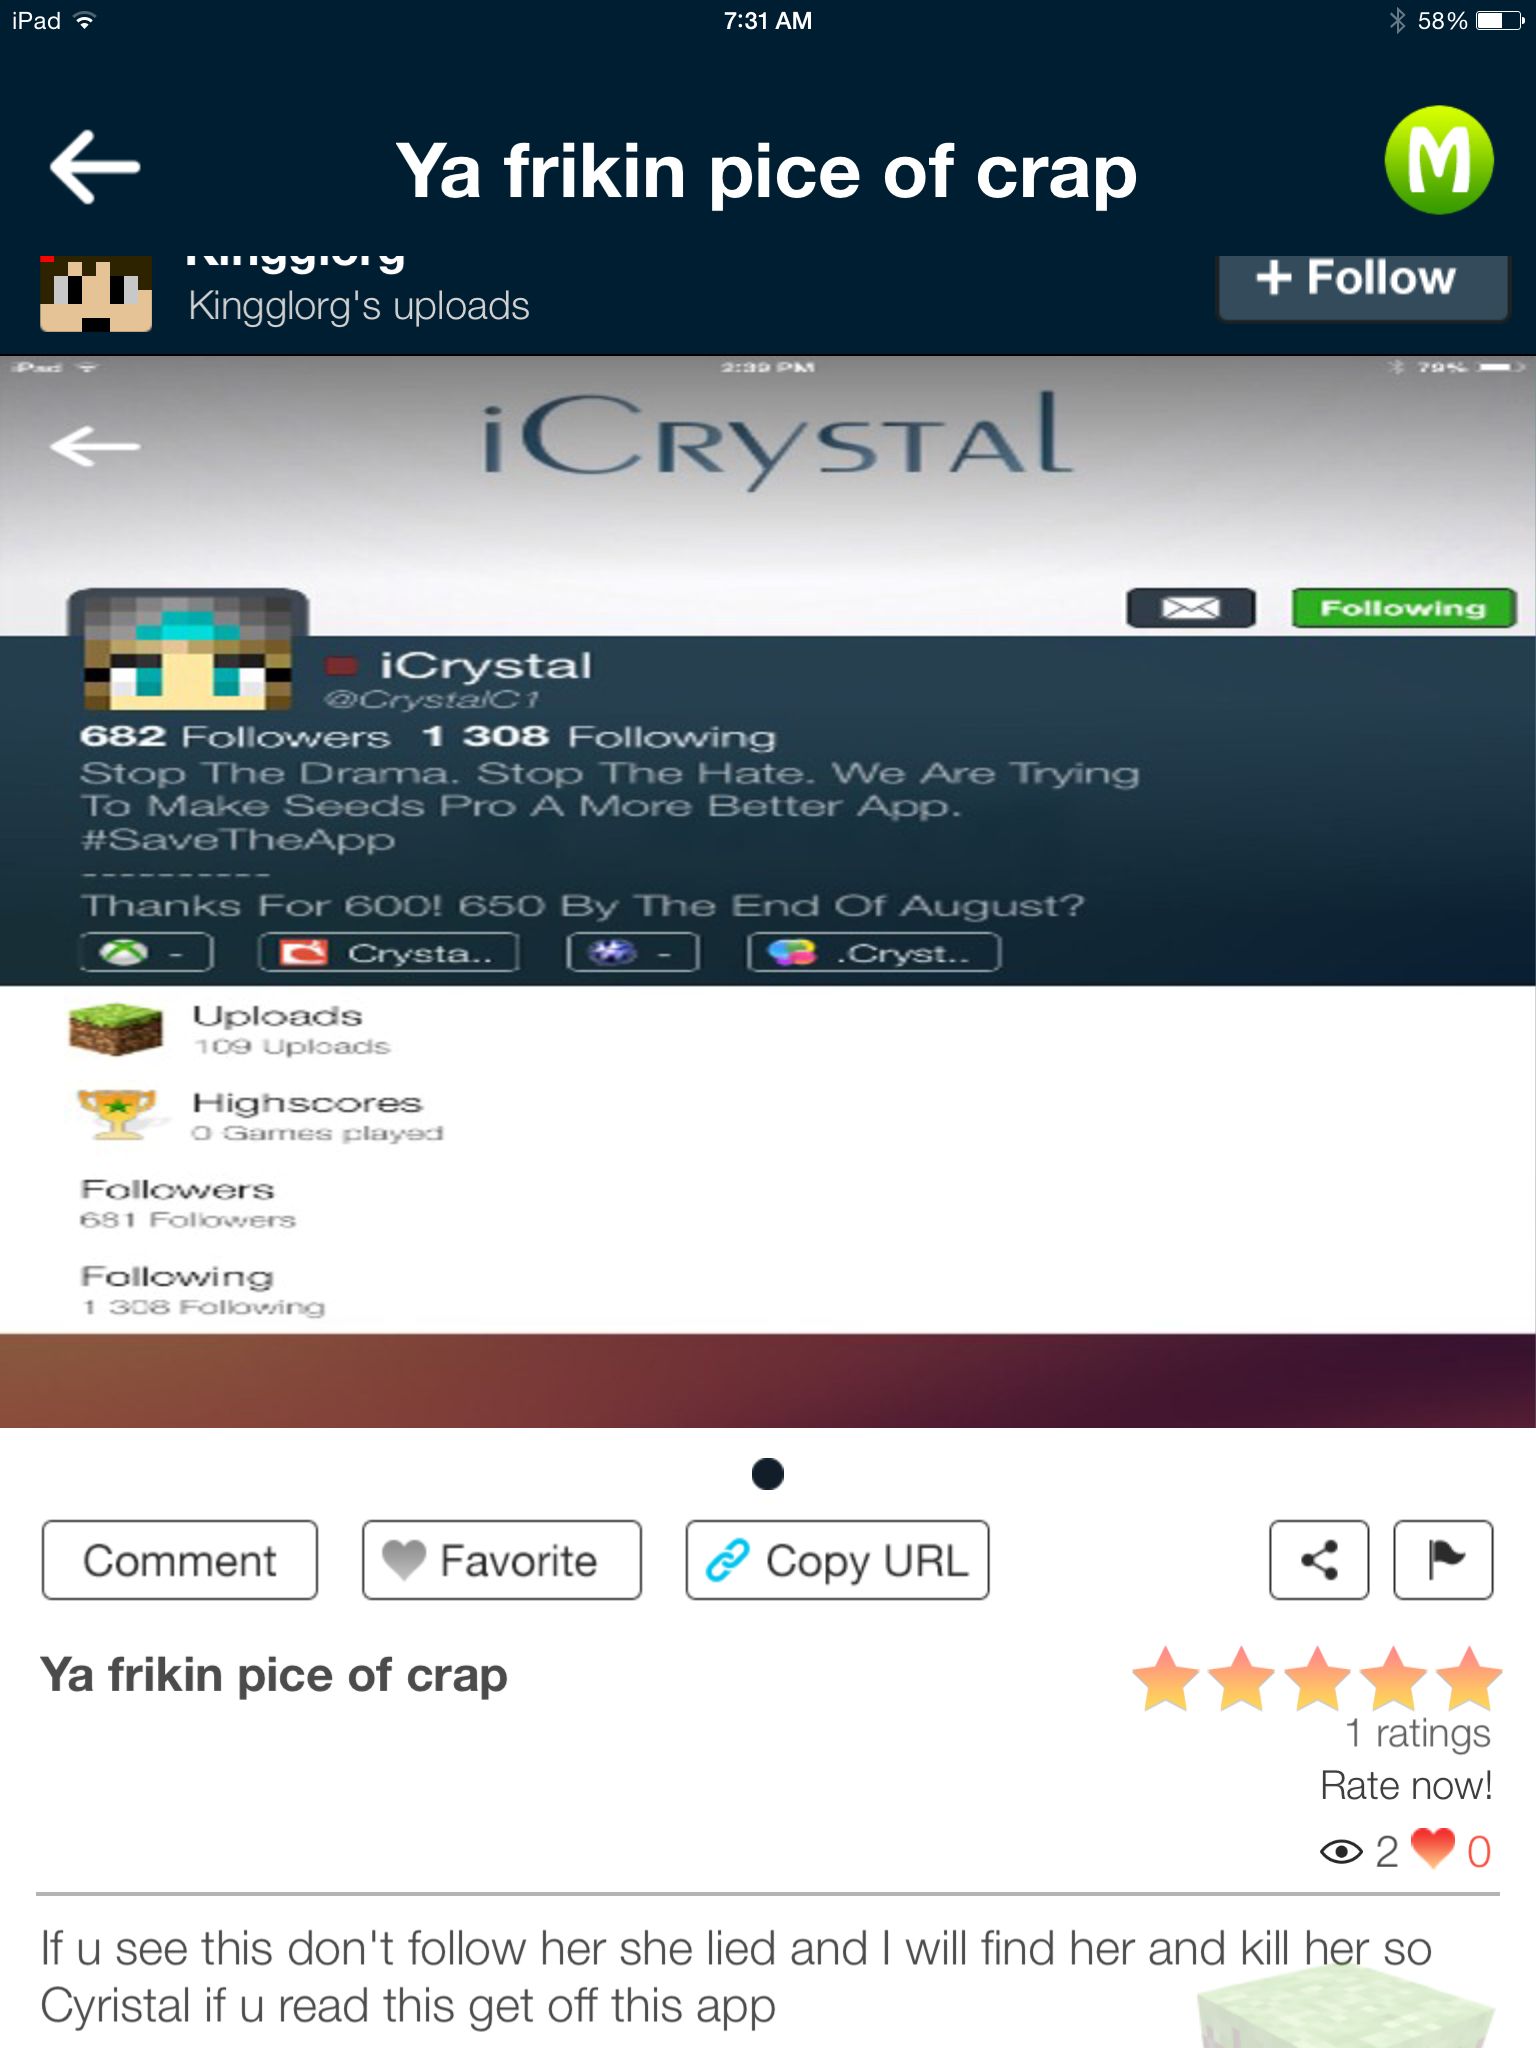 iPad 7:31 AM 58%
Ya frikin pice of crap
M
Kingglorg
Kingglorg's uploads
+ Follow
iPad 2:39 PM 79%
iCRYSTAl
Following
iCrystal
@CrystalC1
682 Followers 1 308 Following
Stop The Drama. Stop The Hate. We Are Trying
To Make Seeds Pro A More Better App.
#SaveTheApp
----------
Thanks For 600! 650 By The End Of August?
- Crysta.. - .Cryst..
Uploads
109 Uploads
Highscores
0 Games played
Followers
681 Followers
Following
1 308 Following
Comment Favorite Copy URL
Ya frikin pice of crap
1 ratings
Rate now!
2 0
If u see this don't follow her she lied and I will find her and kill her so
Cyristal if u read this get off this app